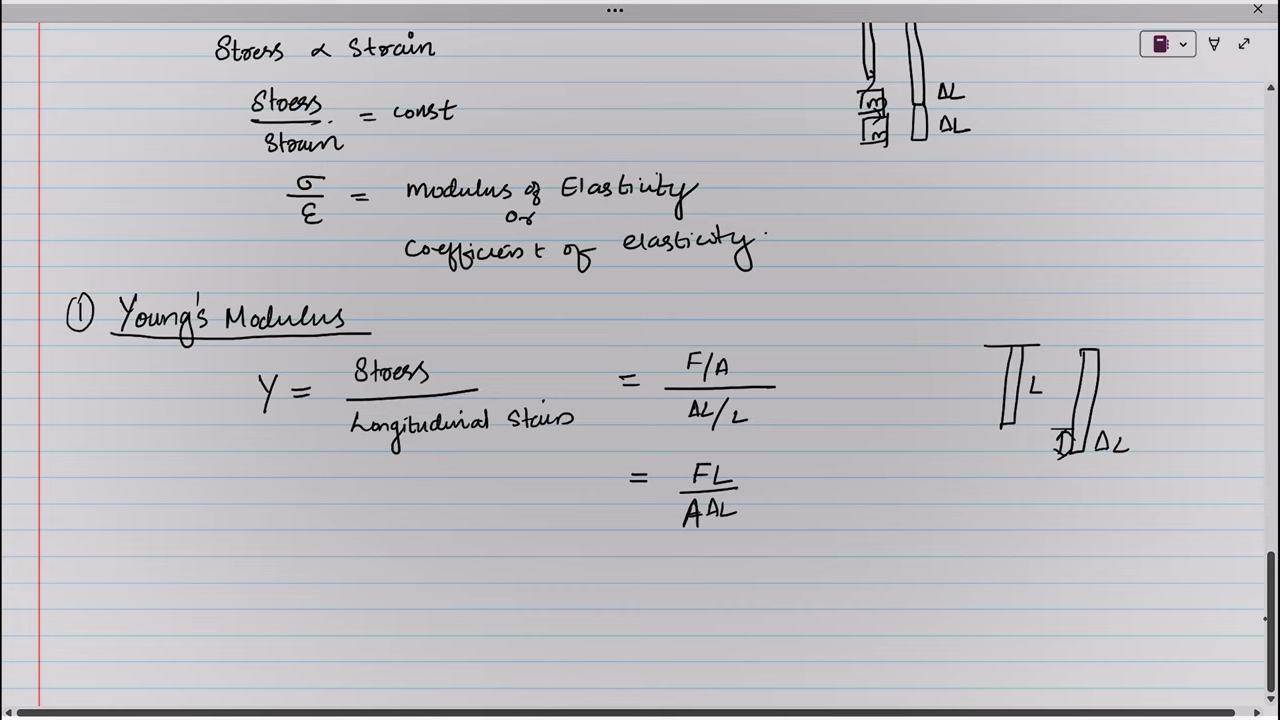 Stress ∝ Strain
Stress / Strain = const
σ / ε = Modulus of Elasticity
Or
Coefficient of elasticity.
① Young's Modulus
Y = Stress / Longitudinal Strain = F/A / ΔL/L
= FL / AΔL
m
m
ΔL
ΔL
L
ΔL